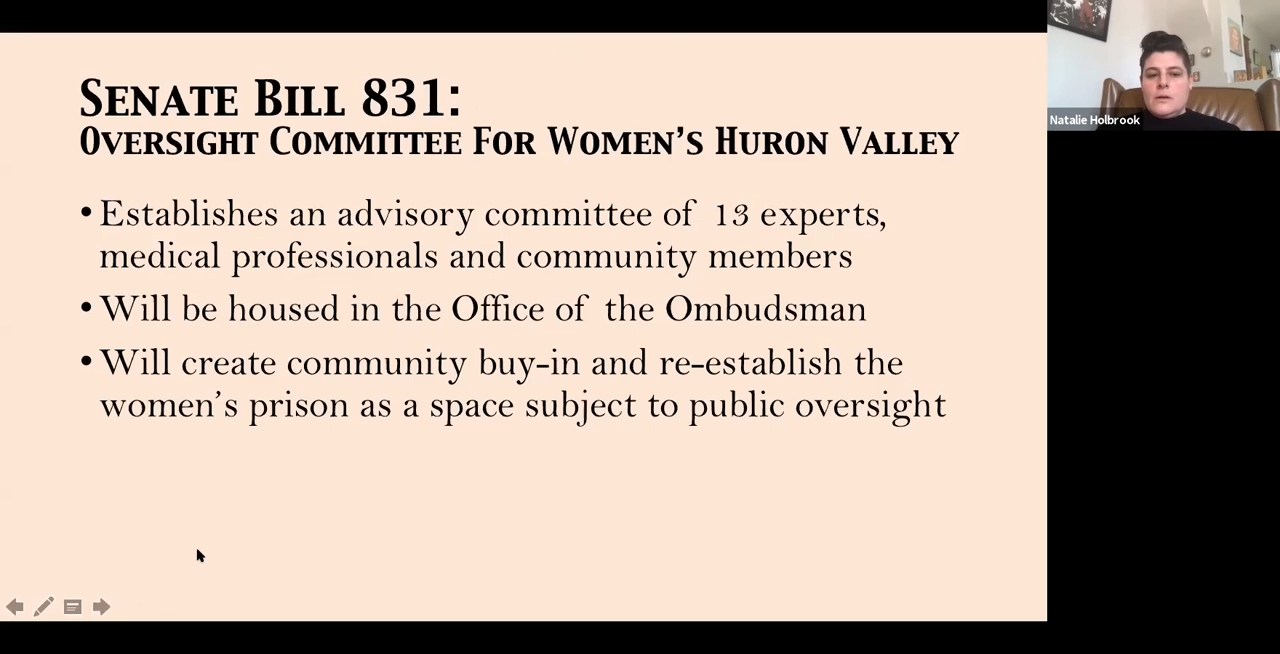 Senate Bill 831:
Oversight Committee For Women's Huron Valley
• Establishes an advisory committee of 13 experts,
medical professionals and community members
• Will be housed in the Office of the Ombudsman
• Will create community buy-in and re-establish the
women's prison as a space subject to public oversight
Natalie Holbrook